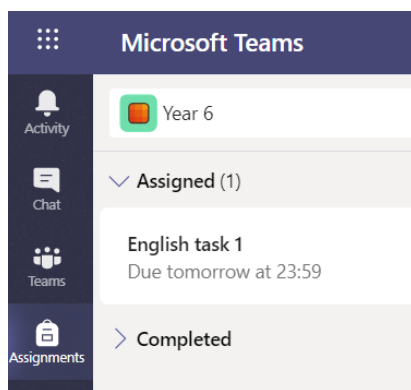 Microsoft Teams
Activity
Year 6
Chat
Assigned (1)
Teams
English task 1
Due tomorrow at 23:59
Assignments
Completed